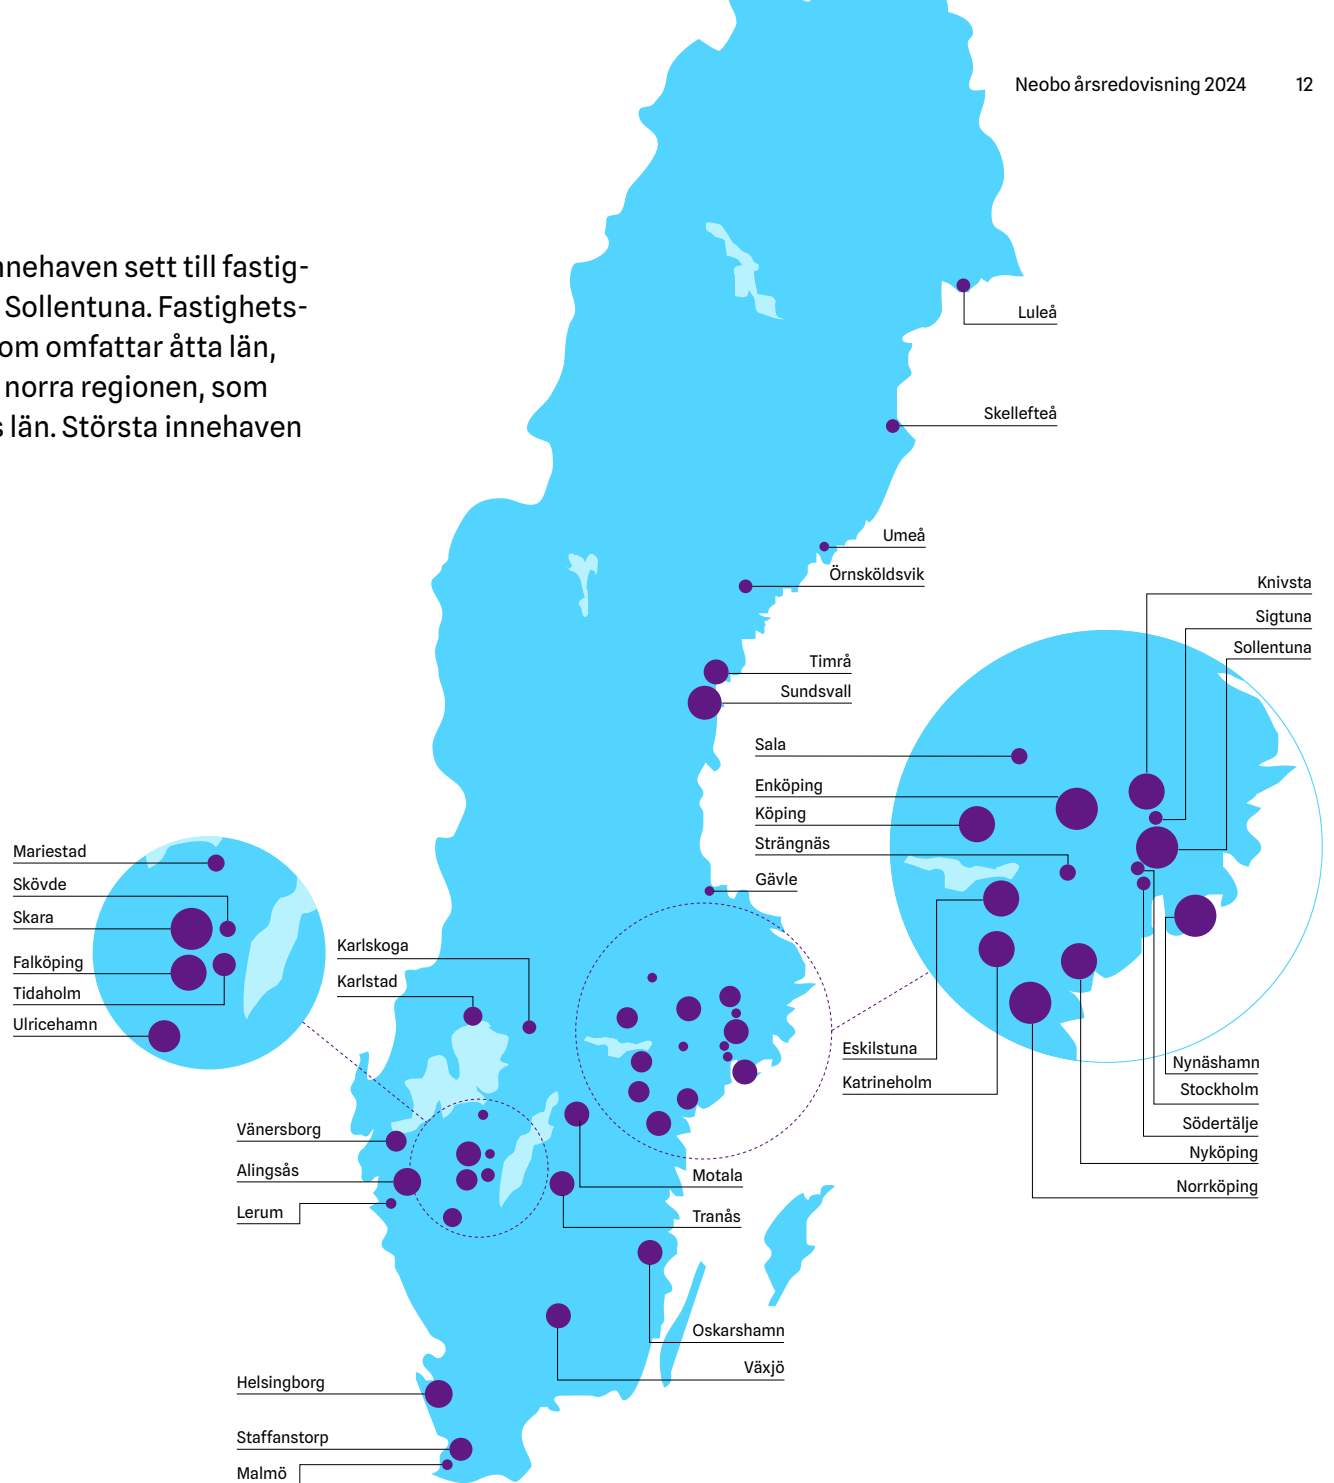 Neobo årsredovisning 2024 12
nnehaven sett till fastig-
Sollentuna. Fastighets-
om omfattar åtta län,
norra regionen, som
s län. Största innehaven
Luleå
Skellefteå
Umeå
Örnsköldsvik
Timrå
Sundsvall
Knivsta
Sigtuna
Sollentuna
Sala
Enköping
Köping
Strängnäs
Gävle
Mariestad
Skövde
Skara
Falköping
Tidaholm
Ulricehamn
Karlskoga
Karlstad
Eskilstuna
Katrineholm
Nynäshamn
Stockholm
Södertälje
Nyköping
Norrköping
Vänersborg
Alingsås
Lerum
Motala
Tranås
Oskarshamn
Växjö
Helsingborg
Staffanstorp
Malmö